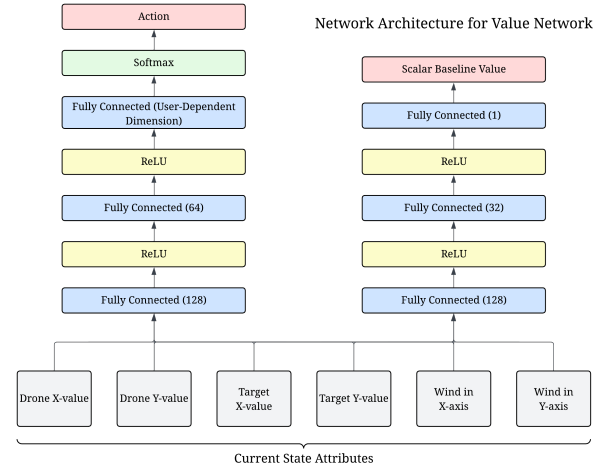 Network Architecture for Value Network
Action
Softmax
Fully Connected (User-Dependent
Dimension)
ReLU
Fully Connected (64)
ReLU
Fully Connected (128)
Scalar Baseline Value
Fully Connected (1)
ReLU
Fully Connected (32)
ReLU
Fully Connected (128)
Drone X-value
Drone Y-value
Target
X-value
Target Y-value
Wind in
X-axis
Wind in
Y-axis
Current State Attributes